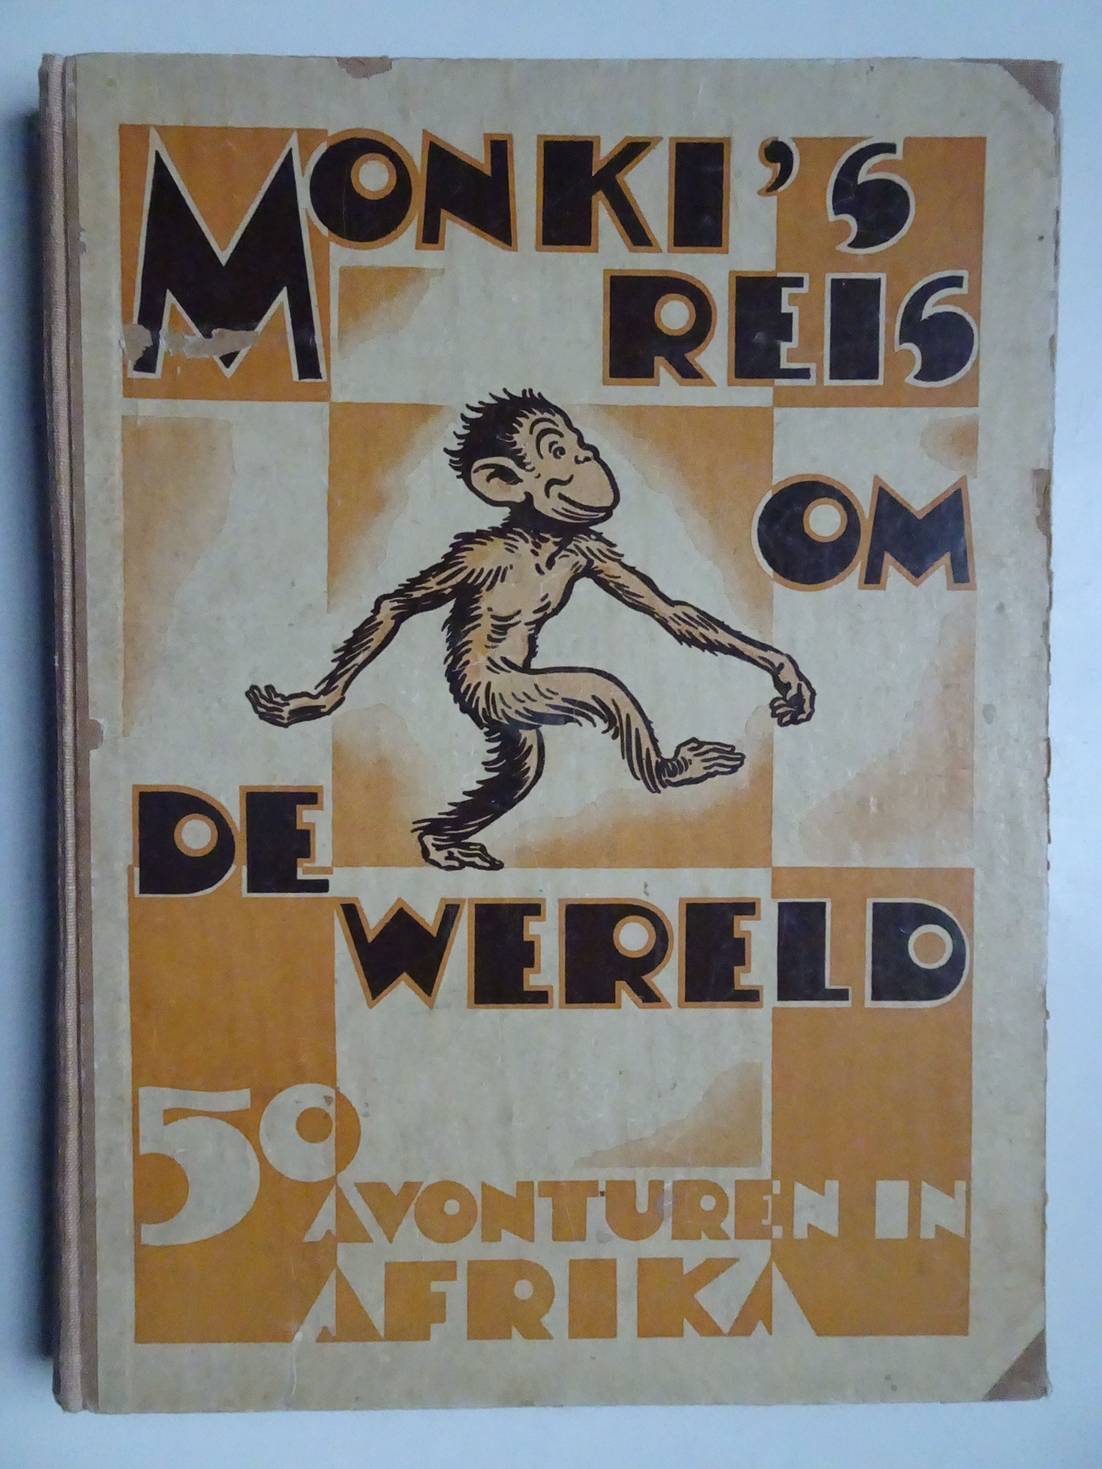 MONKI'S
REIS
OM
DE
WERELD
50
AVONTUREN IN
AFRIKA